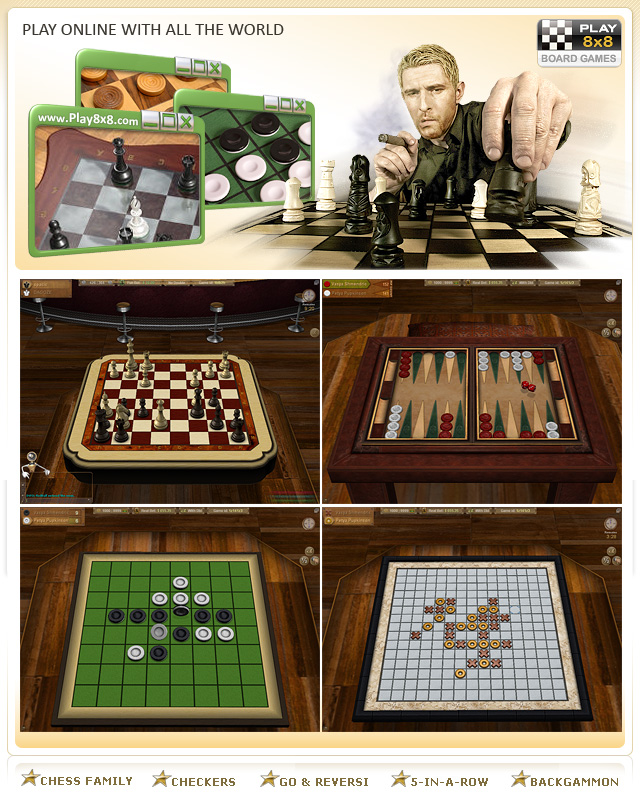 PLAY ONLINE WITH ALL THE WORLD
PLAY
8x8
BOARD GAMES
www.Play8x8.com
CHESS FAMILY
CHECKERS
GO & REVERSI
5-IN-A-ROW
BACKGAMMON